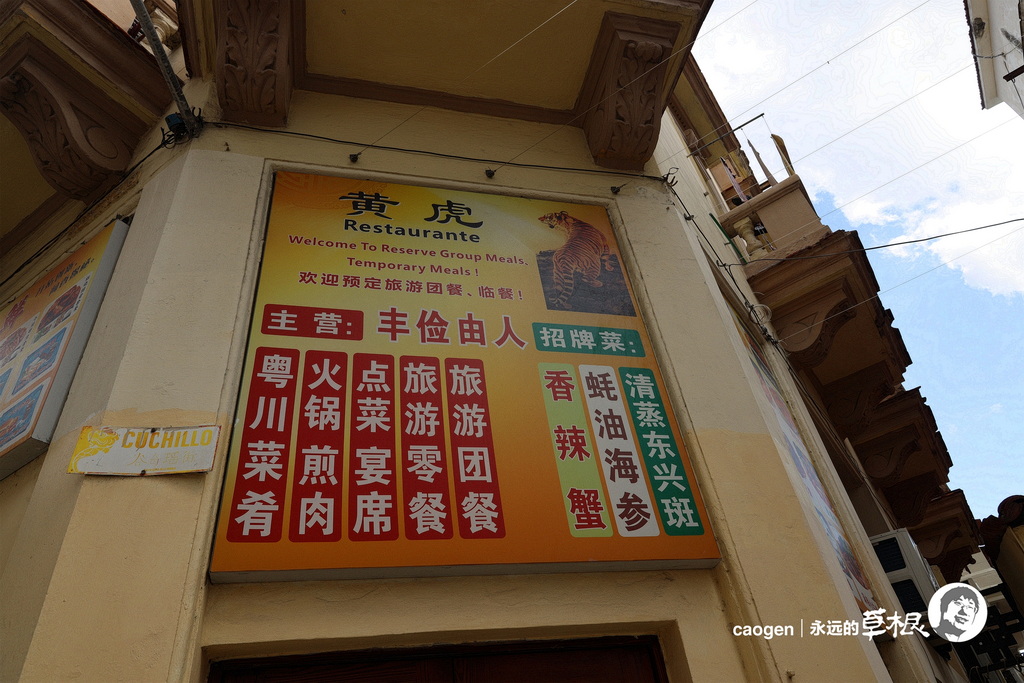 黄虎
Restaurante
Welcome To Reserve Group Meals、
Temporary Meals！
欢迎预定旅游团餐、临餐！
主营：
丰俭由人
招牌菜：
粤川菜肴
火锅煎肉
点菜宴席
旅游零餐
旅游团餐
香辣蟹
蚝油海参
清蒸东兴斑
CUCHILLO
caogen | 永远的草根